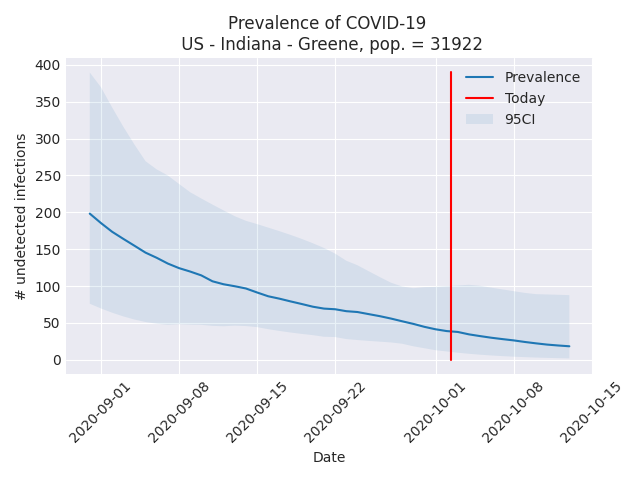 Prevalence of COVID-19
US - Indiana - Greene, pop. = 31922
Prevalence
Today
95CI
400
350
300
250
200
150
100
50
0
# undetected infections
2020-09-01
2020-09-08
2020-09-15
2020-09-22
2020-10-01
2020-10-08
2020-10-15
Date